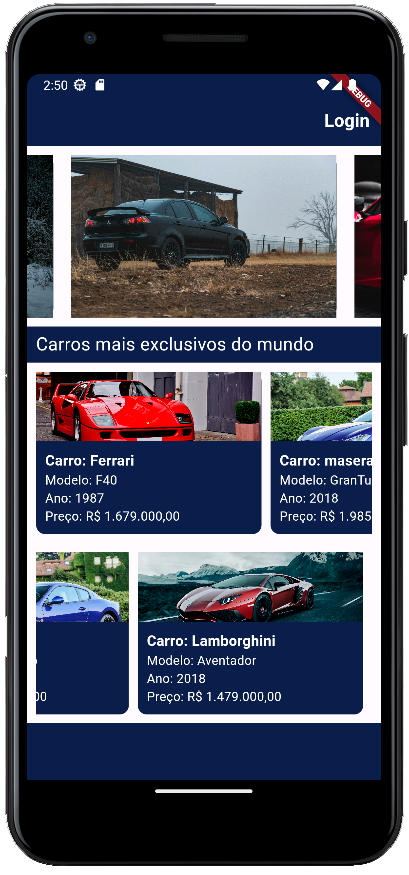 2:50
DEBUG
Login
Carros mais exclusivos do mundo
Carro: Ferrari
Modelo: F40
Ano: 1987
Preço: R$ 1.679.000,00
Carro: masera
Modelo: GranTu
Ano: 2018
Preço: R$ 1.985
00
Carro: Lamborghini
Modelo: Aventador
Ano: 2018
Preço: R$ 1.479.000,00